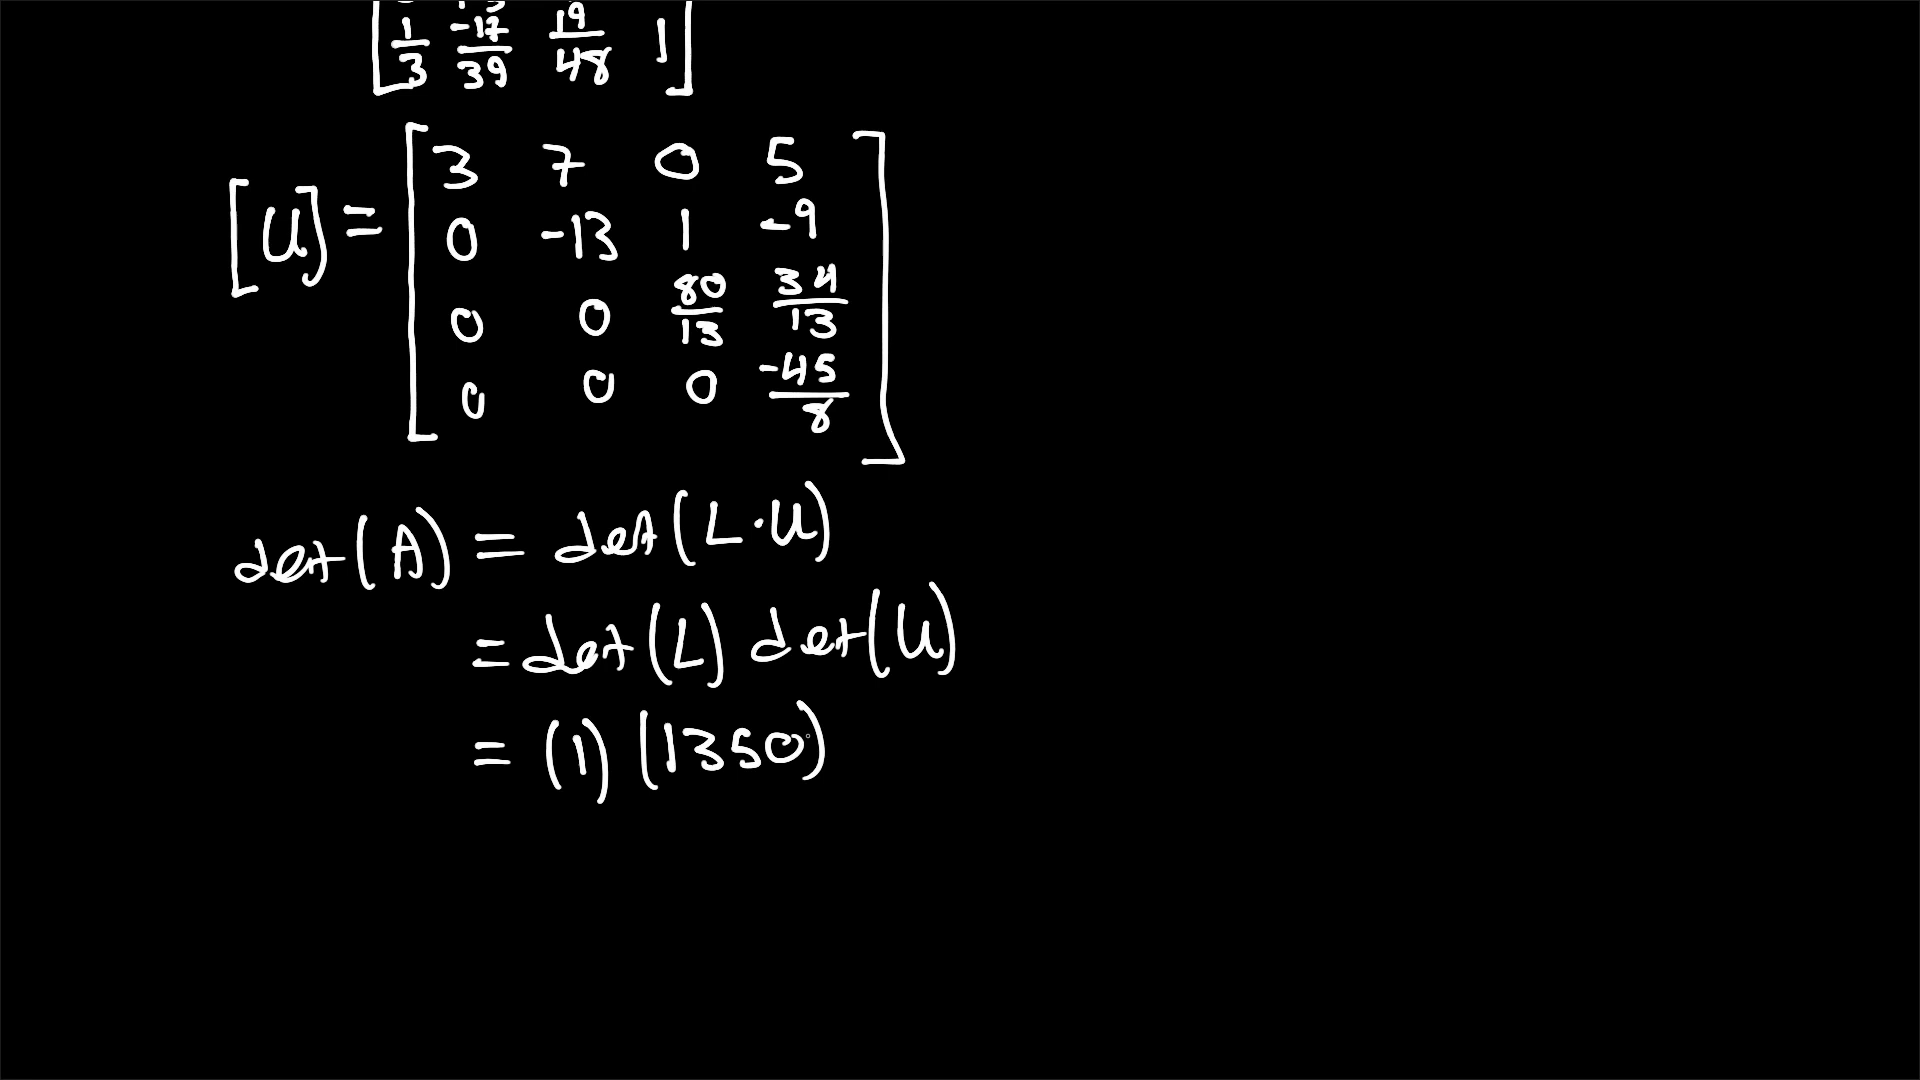 1/3 -17/39 19/48 1
3 7 0 5
[U] = 0 -13 1 -9
0 0 80/13 34/13
0 0 0 -45/8
det(A) = det(L·U)
= det(L) det(U)
= (1) (1350)